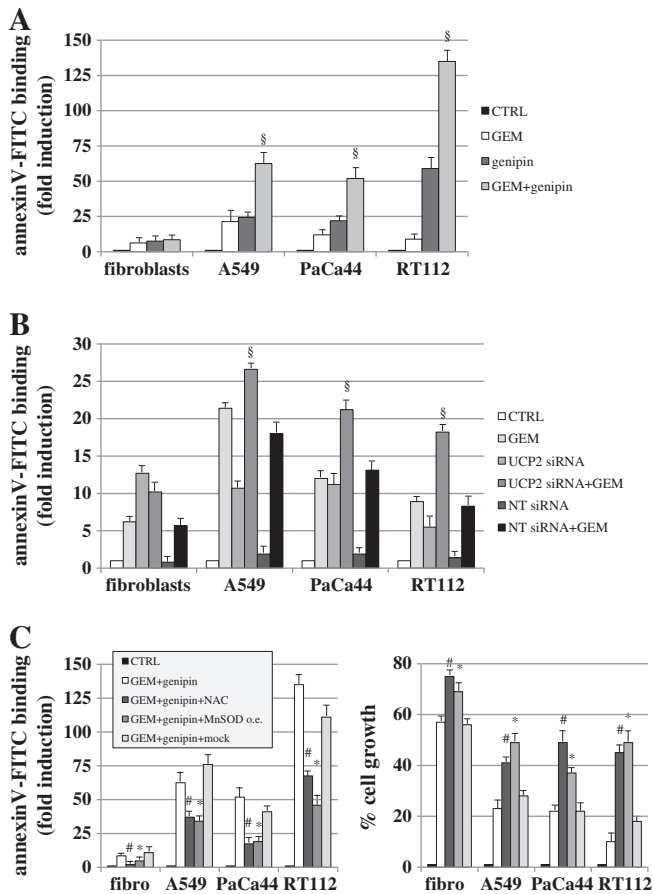 A
annexinV-FITC binding
(fold induction)
150
125
100
75
50
25
0
§
§
§
fibroblasts A549 PaCa44 RT112
CTRL
GEM
genipin
GEM+genipin
B
annexinV-FITC binding
(fold induction)
30
25
20
15
10
5
0
§
§
§
fibroblasts A549 PaCa44 RT112
CTRL
GEM
UCP2 siRNA
UCP2 siRNA+GEM
NT siRNA
NT siRNA+GEM
C
annexinV-FITC binding
(fold induction)
150
125
100
75
50
25
0
CTRL
GEM+genipin
GEM+genipin+NAC
GEM+genipin+MnSOD o.e.
GEM+genipin+mock
# *
# *
# *
# *
fibro A549 PaCa44 RT112
% cell growth
80
60
40
20
0
# *
# *
# *
# *
fibro A549 PaCa44 RT112